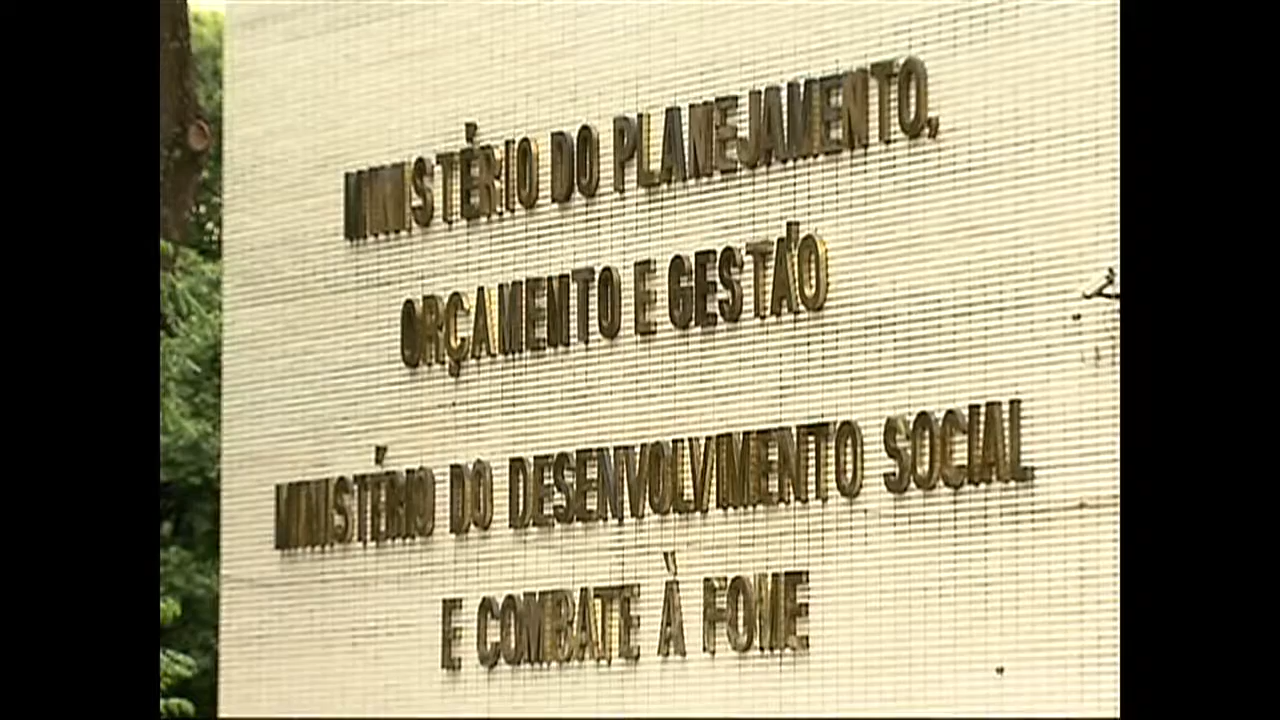 MINISTÉRIO DO PLANEJAMENTO,
ORÇAMENTO E GESTÃO
MINISTÉRIO DO DESENVOLVIMENTO SOCIAL
E COMBATE À FOME